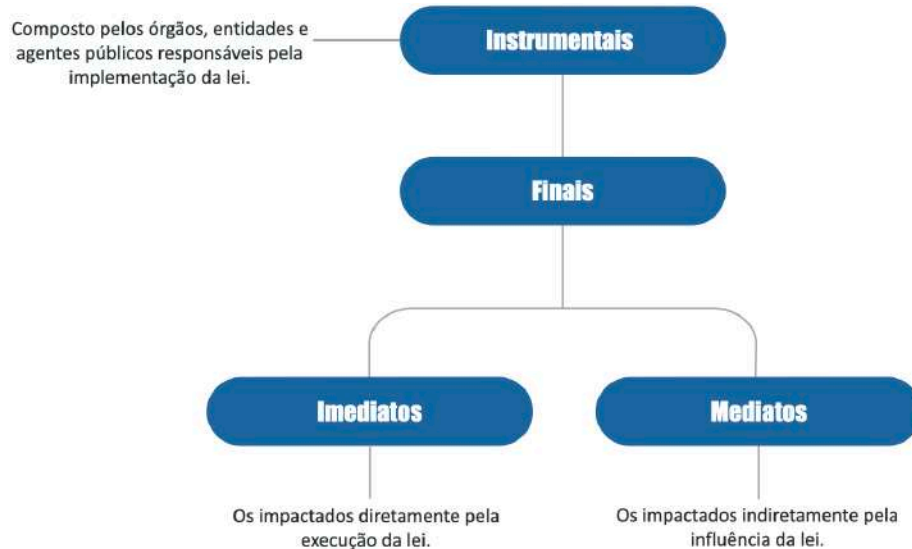 Composto pelos órgãos, entidades e
agentes públicos responsáveis pela
implementação da lei.
Instrumentais
Finais
Imediatos
Mediatos
Os impactados diretamente pela
execução da lei.
Os impactados indiretamente pela
influência da lei.